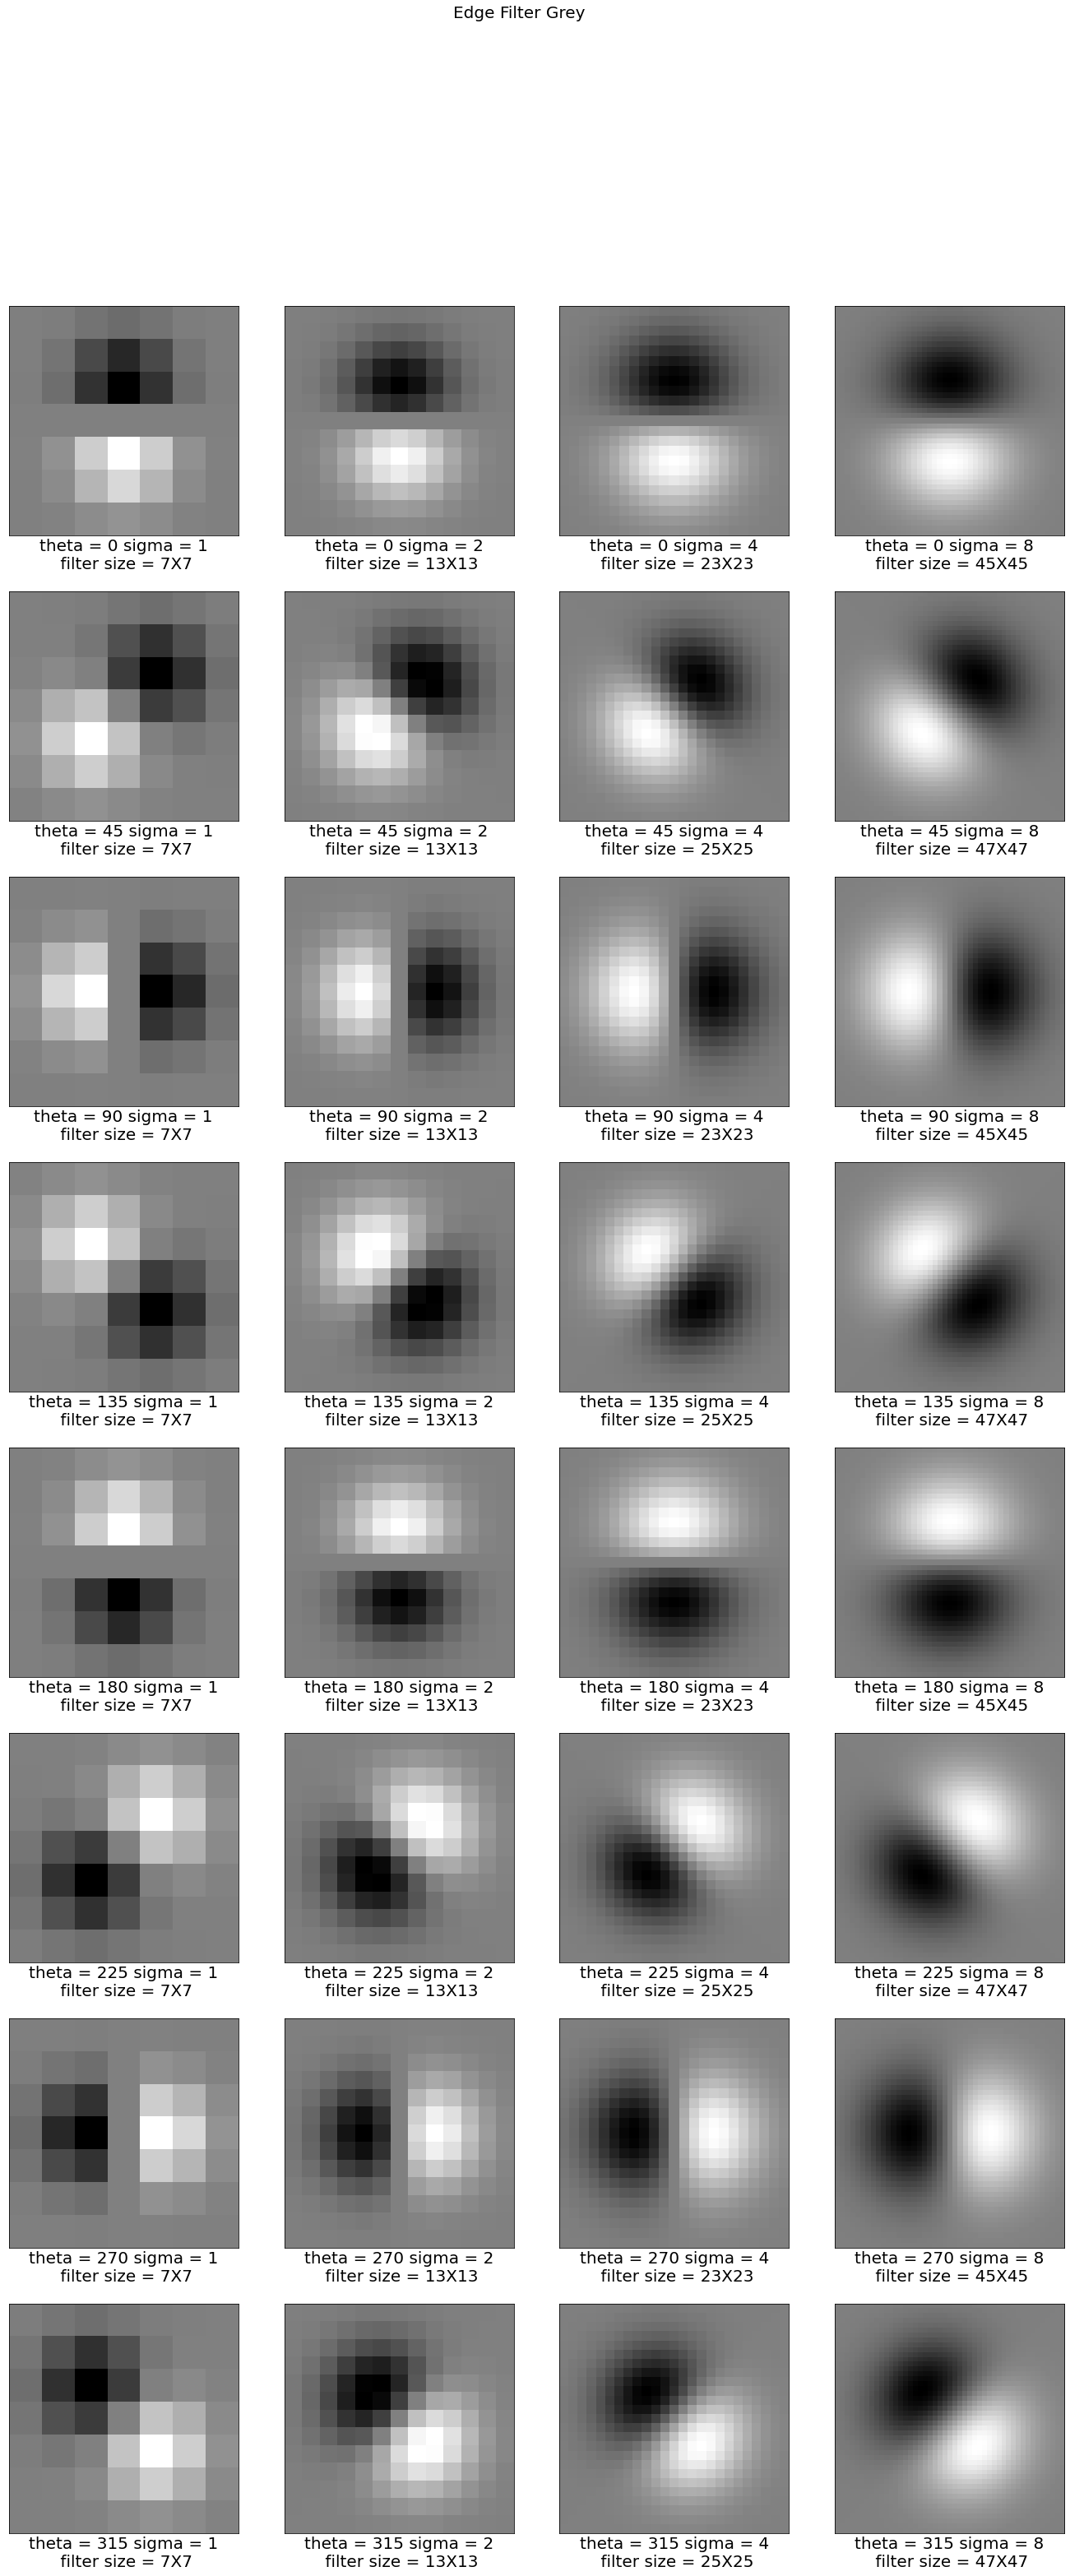 Edge Filter Grey
theta = 0 sigma = 1
filter size = 7X7
theta = 0 sigma = 2
filter size = 13X13
theta = 0 sigma = 4
filter size = 23X23
theta = 0 sigma = 8
filter size = 45X45
theta = 45 sigma = 1
filter size = 7X7
theta = 45 sigma = 2
filter size = 13X13
theta = 45 sigma = 4
filter size = 25X25
theta = 45 sigma = 8
filter size = 47X47
theta = 90 sigma = 1
filter size = 7X7
theta = 90 sigma = 2
filter size = 13X13
theta = 90 sigma = 4
filter size = 23X23
theta = 90 sigma = 8
filter size = 45X45
theta = 135 sigma = 1
filter size = 7X7
theta = 135 sigma = 2
filter size = 13X13
theta = 135 sigma = 4
filter size = 25X25
theta = 135 sigma = 8
filter size = 47X47
theta = 180 sigma = 1
filter size = 7X7
theta = 180 sigma = 2
filter size = 13X13
theta = 180 sigma = 4
filter size = 23X23
theta = 180 sigma = 8
filter size = 45X45
theta = 225 sigma = 1
filter size = 7X7
theta = 225 sigma = 2
filter size = 13X13
theta = 225 sigma = 4
filter size = 25X25
theta = 225 sigma = 8
filter size = 47X47
theta = 270 sigma = 1
filter size = 7X7
theta = 270 sigma = 2
filter size = 13X13
theta = 270 sigma = 4
filter size = 23X23
theta = 270 sigma = 8
filter size = 45X45
theta = 315 sigma = 1
filter size = 7X7
theta = 315 sigma = 2
filter size = 13X13
theta = 315 sigma = 4
filter size = 25X25
theta = 315 sigma = 8
filter size = 47X47